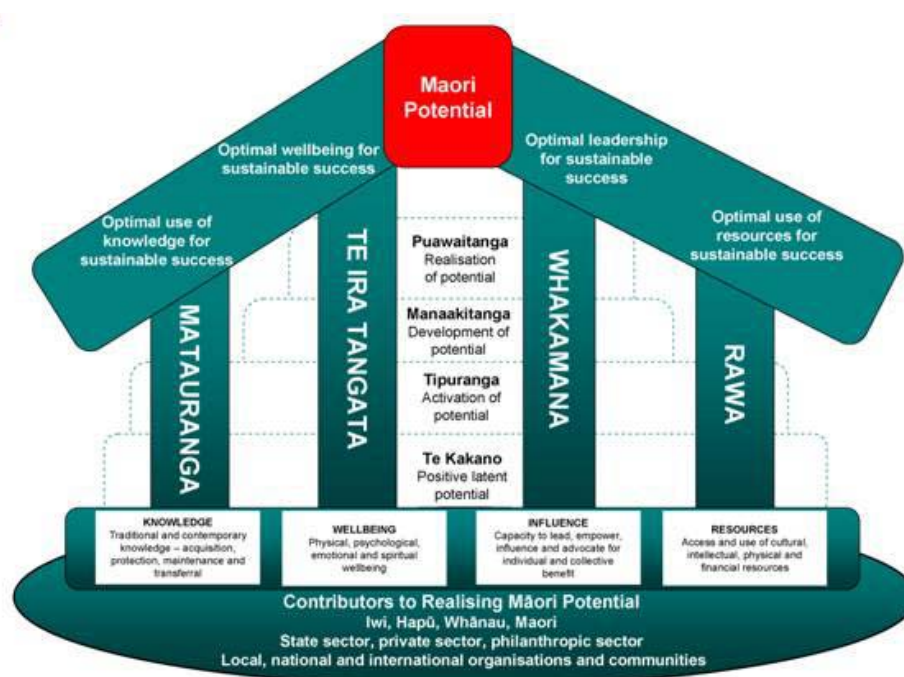 Maori
Potential
Optimal wellbeing for
sustainable success
Optimal leadership
for sustainable
success
Optimal use of
knowledge for
sustainable success
Optimal use of
resources for
sustainable success
MATAURANGA
TE IRA TANGATA
WHAKAMANA
RAWA
Puawaitanga
Realisation
of potential
Manaakitanga
Development of
potential
Tipuranga
Activation of
potential
Te Kakano
Positive latent
potential
KNOWLEDGE
Traditional and contemporary
knowledge – acquisition,
protection, maintenance and
transferral
WELLBEING
Physical, psychological,
emotional and spiritual
wellbeing
INFLUENCE
Capacity to lead, empower,
influence and advocate for
individual and collective
benefit
RESOURCES
Access and use of cultural,
intellectual, physical and
financial resources
Contributors to Realising Māori Potential
Iwi, Hapū, Whānau, Maori
State sector, private sector, philanthropic sector
Local, national and international organisations and communities